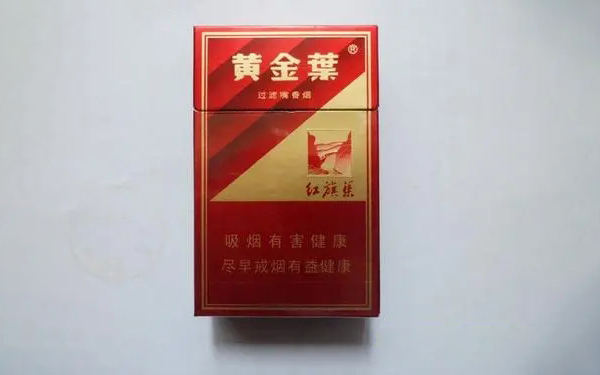 黄金葉®
过滤嘴香烟
红旗渠
吸烟有害健康
尽早戒烟有益健康